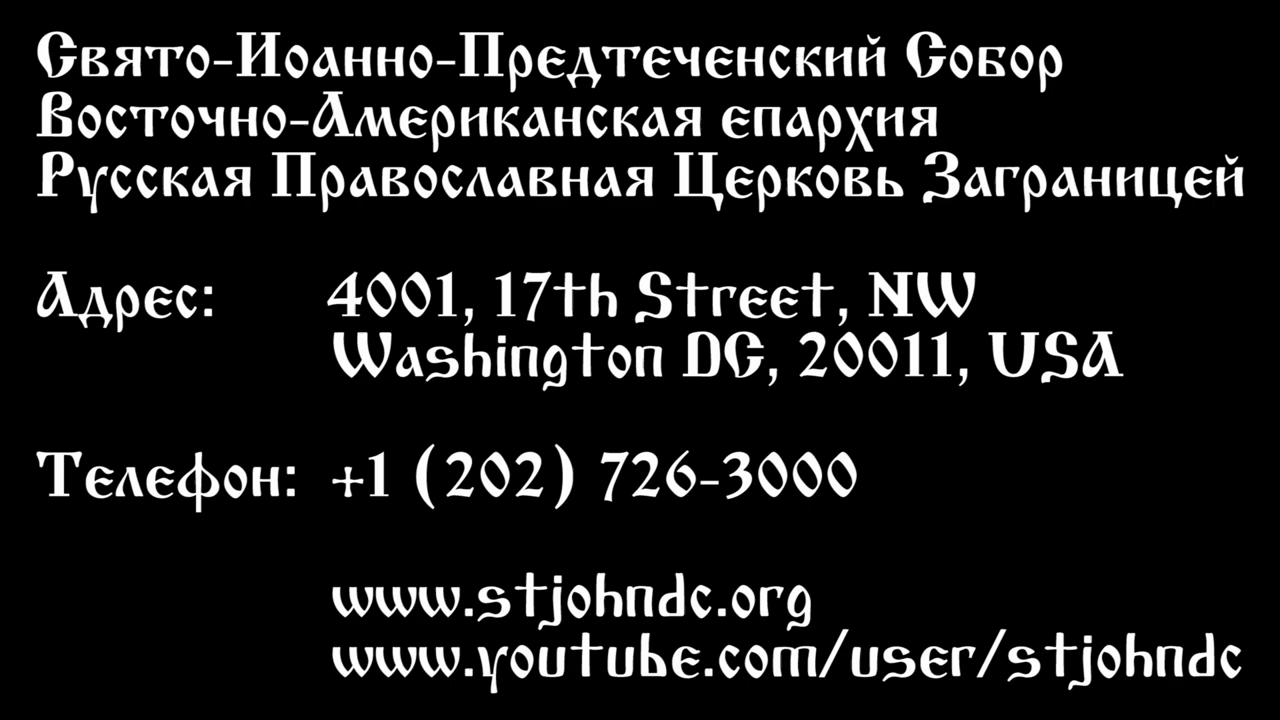 Свято-Иоанно-Предтеченский Собор
Восточно-Американская епархия
Русская Православная Церковь Заграницей
Адрес: 4001, 17th Street, NW
Washington DC, 20011, USA
Телефон: +1 (202) 726-3000
www.stjohndc.org
www.youtube.com/user/stjohndc